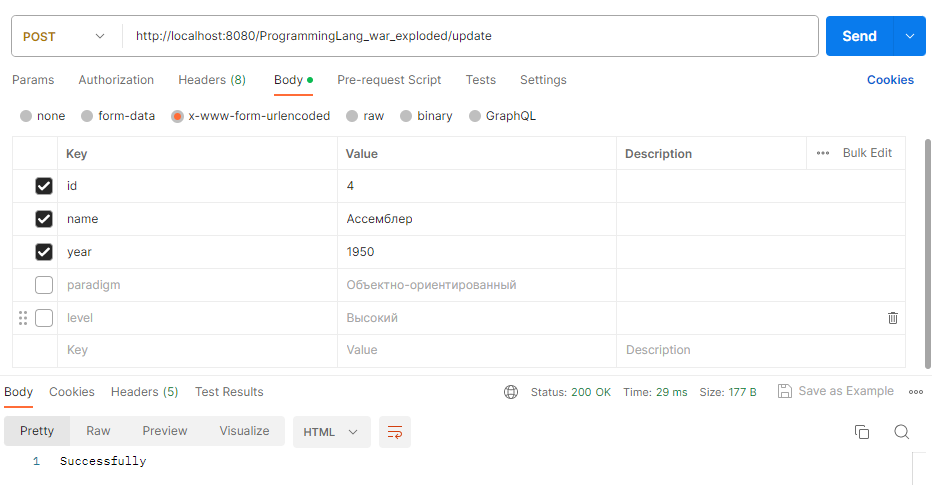 POST http://localhost:8080/ProgrammingLang_war_exploded/update Send
Params Authorization Headers (8) Body Pre-request Script Tests Settings Cookies
none form-data x-www-form-urlencoded raw binary GraphQL
Key Value Description Bulk Edit
id 4
name Ассемблер
year 1950
paradigm Объектно-ориентированный
level Высокий
Key Value Description
Body Cookies Headers (5) Test Results Status: 200 OK Time: 29 ms Size: 177 B Save as Example
Pretty Raw Preview Visualize HTML
1 Successfully